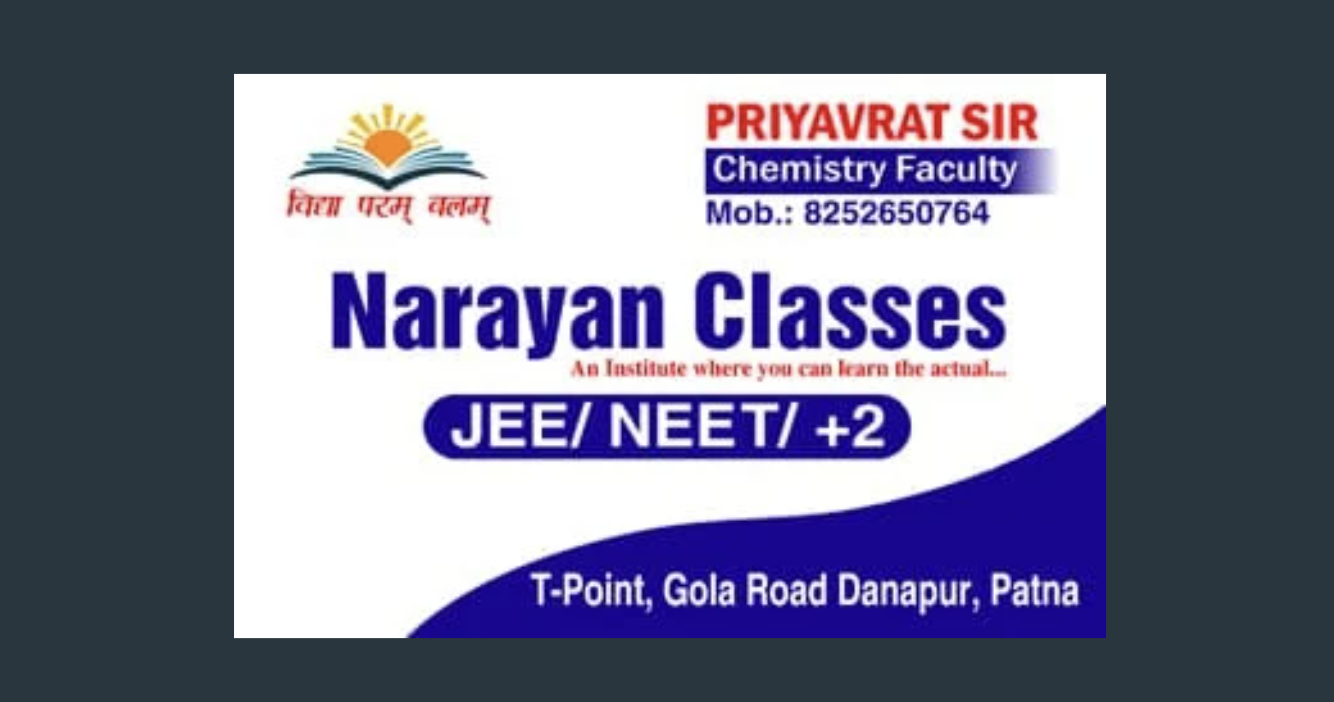 विद्या परम् वलम्
PRIYAVRAT SIR
Chemistry Faculty
Mob.: 8252650764
Narayan Classes
An Institute where you can learn the actual...
JEE/ NEET/ +2
T-Point, Gola Road Danapur, Patna